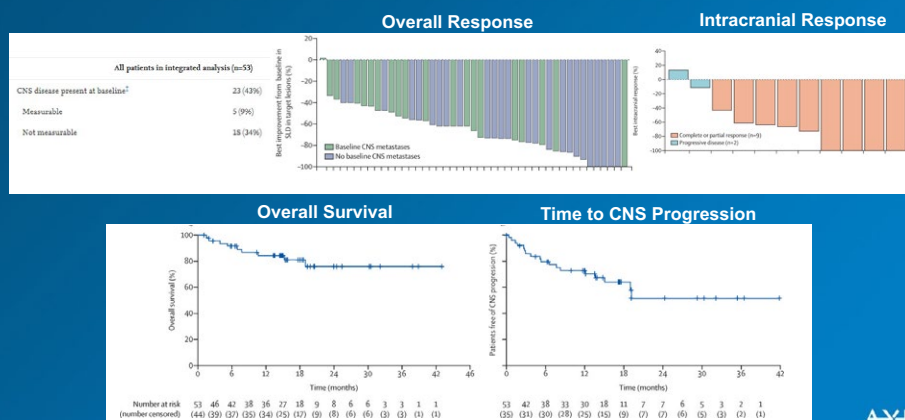 Overall Response
Intracranial Response
All patients in integrated analysis (n=53)
CNS disease present at baseline‡ 23 (43%)
Measurable 5 (9%)
Not measurable 18 (34%)
Best improvement from baseline in
SLD in target lesions (%)
20
0
-20
-40
-60
-80
-100
Baseline CNS metastases
No baseline CNS metastases
Best intracranial response (%)
40
20
0
-20
-40
-60
-80
-100
Complete or partial response (n=9)
Progressive disease (n=2)
Overall Survival
Time to CNS Progression
Overall survival (%)
100
80
60
40
20
0
0 6 12 18 24 30 36 42 46
Time (months)
Patients free of CNS progression (%)
0 6 12 18 24 30 36 42
Time (months)
Number at risk 53 46 42 38 36 27 18 9 8 6 6 3 3 1 1
(number censored) (44) (39) (37) (35) (34) (25) (17) (9) (8) (6) (6) (3) (3) (1) (1)
53 42 38 33 30 18 11 7 7 6 5 3 2 1
(35) (31) (30) (28) (25) (15) (9) (7) (7) (6) (5) (3) (2) (1)